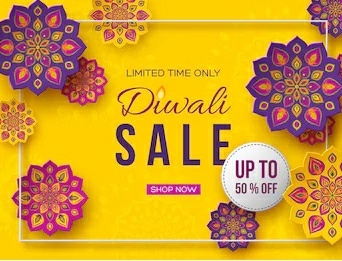 LIMITED TIME ONLY
Diwali
SALE
SHOP NOW
UP TO
50 % OFF